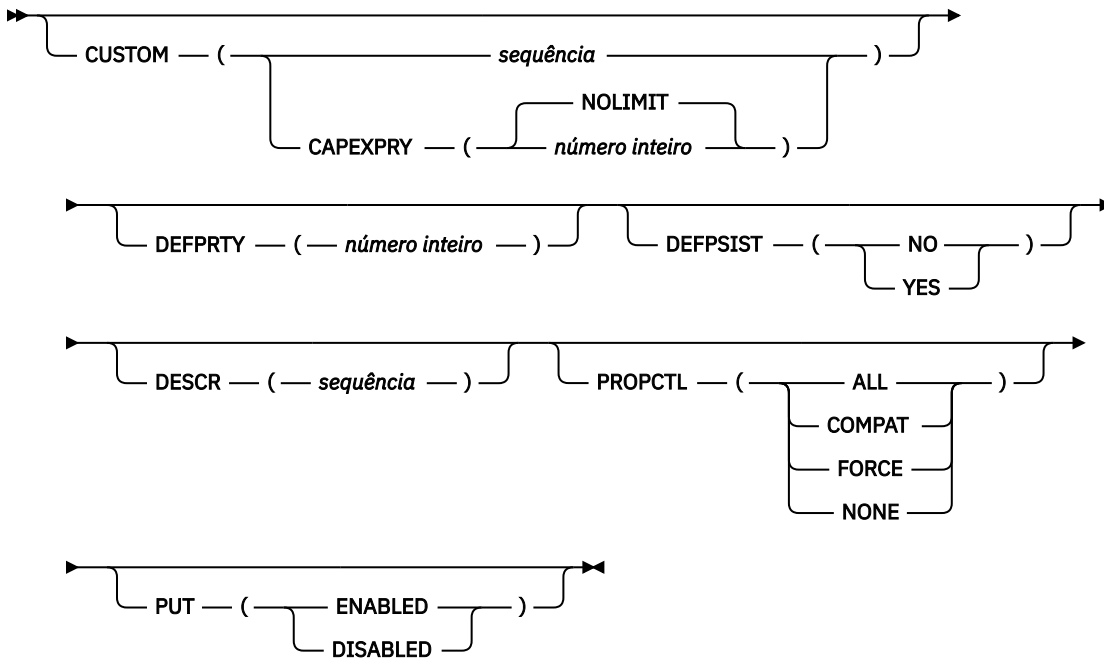 CUSTOM ( sequência )
NOLIMIT
CAPEXPRY ( número inteiro )
DEFPRTY ( número inteiro ) DEFPSIST ( NO )
YES
DESCR ( sequência ) PROPCTL ( ALL )
COMPAT
FORCE
NONE
PUT ( ENABLED )
DISABLED